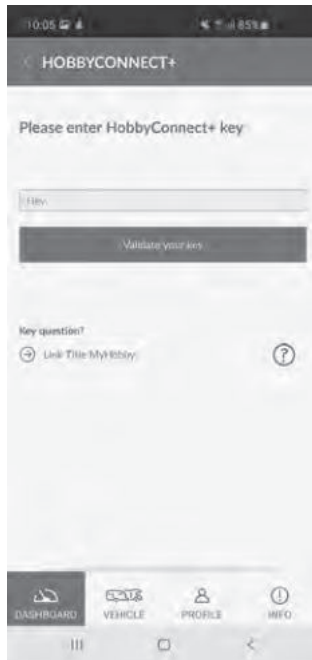 10:05 85%
HOBBYCONNECT+
Please enter HobbyConnect+ key
Key
Validate your key
Key question?
Link Title MyHobby
?
DASHBOARD VEHICLE PROFILE INFO